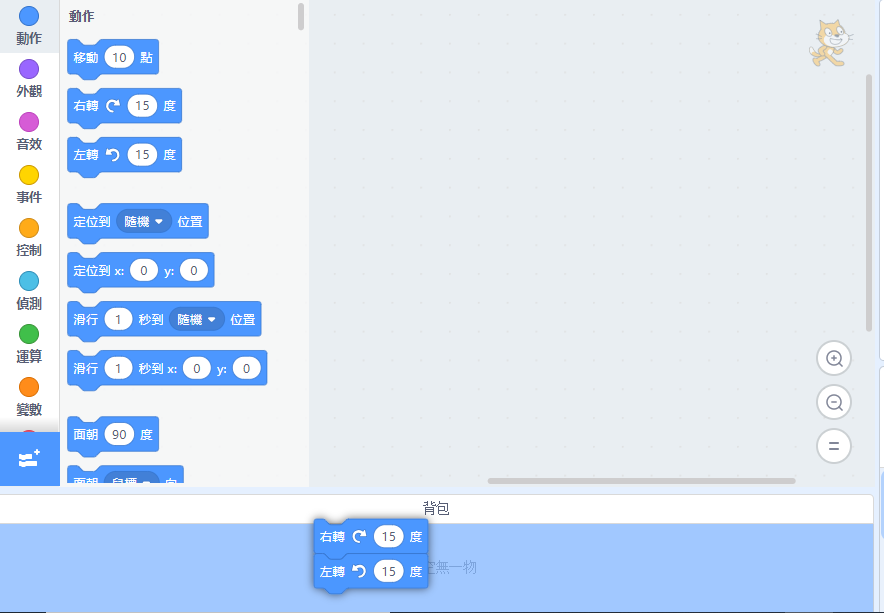 動作
外觀
音效
事件
控制
偵測
運算
變數
動作
移動 10 點
右轉 15 度
左轉 15 度
定位到 隨機 位置
定位到 x: 0 y: 0
滑行 1 秒到 隨機 位置
滑行 1 秒到 x: 0 y: 0
面朝 90 度
面朝 鼠標 向
背包
右轉 15 度
左轉 15 度
空無一物